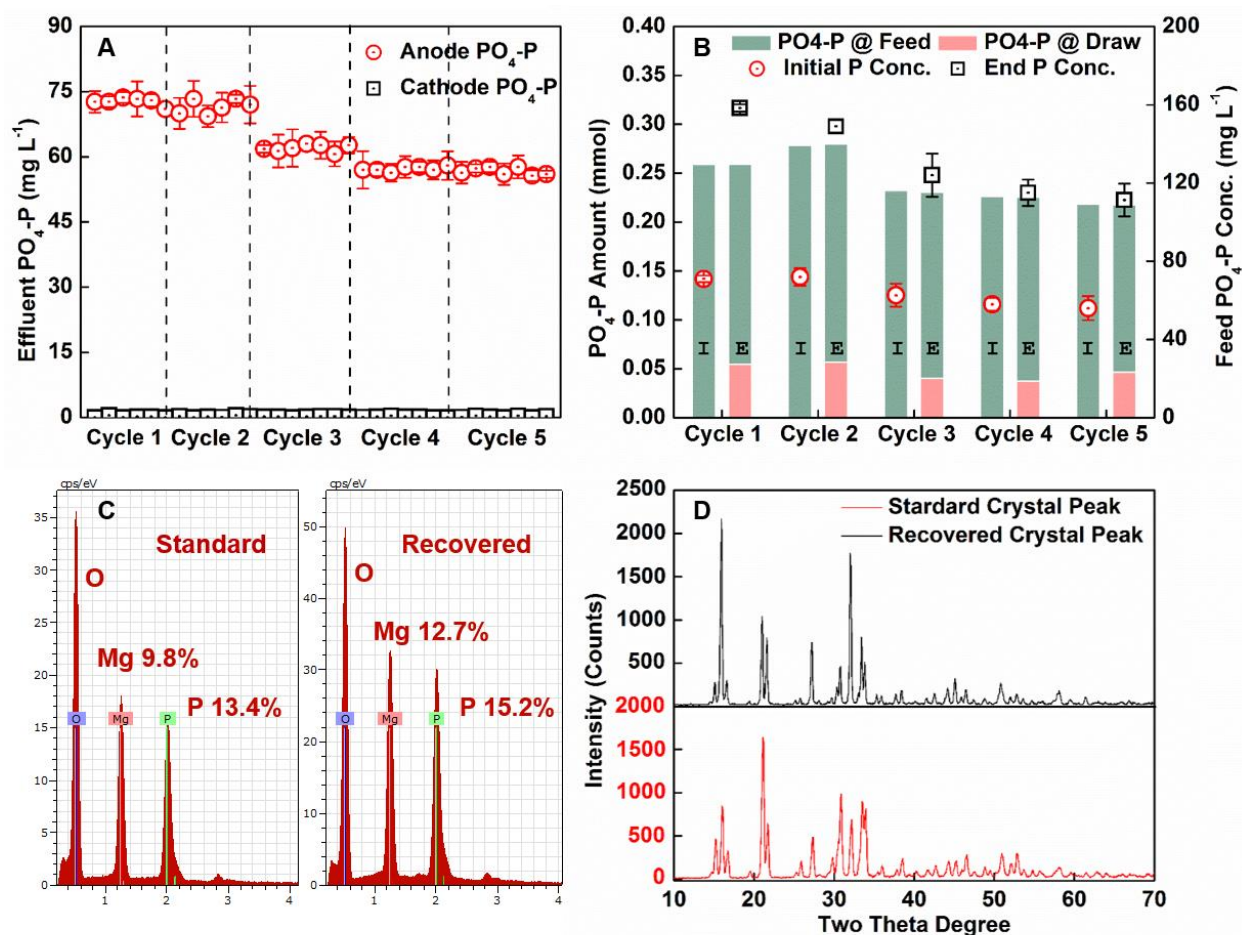 A
Anode PO4-P
Cathode PO4-P
Effluent PO4-P (mg L-1)
90
75
60
45
30
15
0
Cycle 1 Cycle 2 Cycle 3 Cycle 4 Cycle 5
B
PO4-P @ Feed PO4-P @ Draw
Initial P Conc. End P Conc.
PO4-P Amount (mmol)
0.40
0.35
0.30
0.25
0.20
0.15
0.10
0.05
0.00
I E I E I E I E I E
Cycle 1 Cycle 2 Cycle 3 Cycle 4 Cycle 5
200
160
120
80
40
0
Feed PO4-P Conc. (mg L-1)
C
cps/eV
Standard
O
Mg 9.8%
P 13.4%
O Mg P
35
30
25
20
15
10
5
0
1 2 3 4
cps/eV
Recovered
O
Mg 12.7%
P 15.2%
O Mg P
50
40
30
20
10
0
1 2 3 4
D
Stardard Crystal Peak
Recovered Crystal Peak
Intensity (Counts)
2500
2000
1500
1000
500
2000
1500
1000
500
0
10 20 30 40 50 60 70
Two Theta Degree